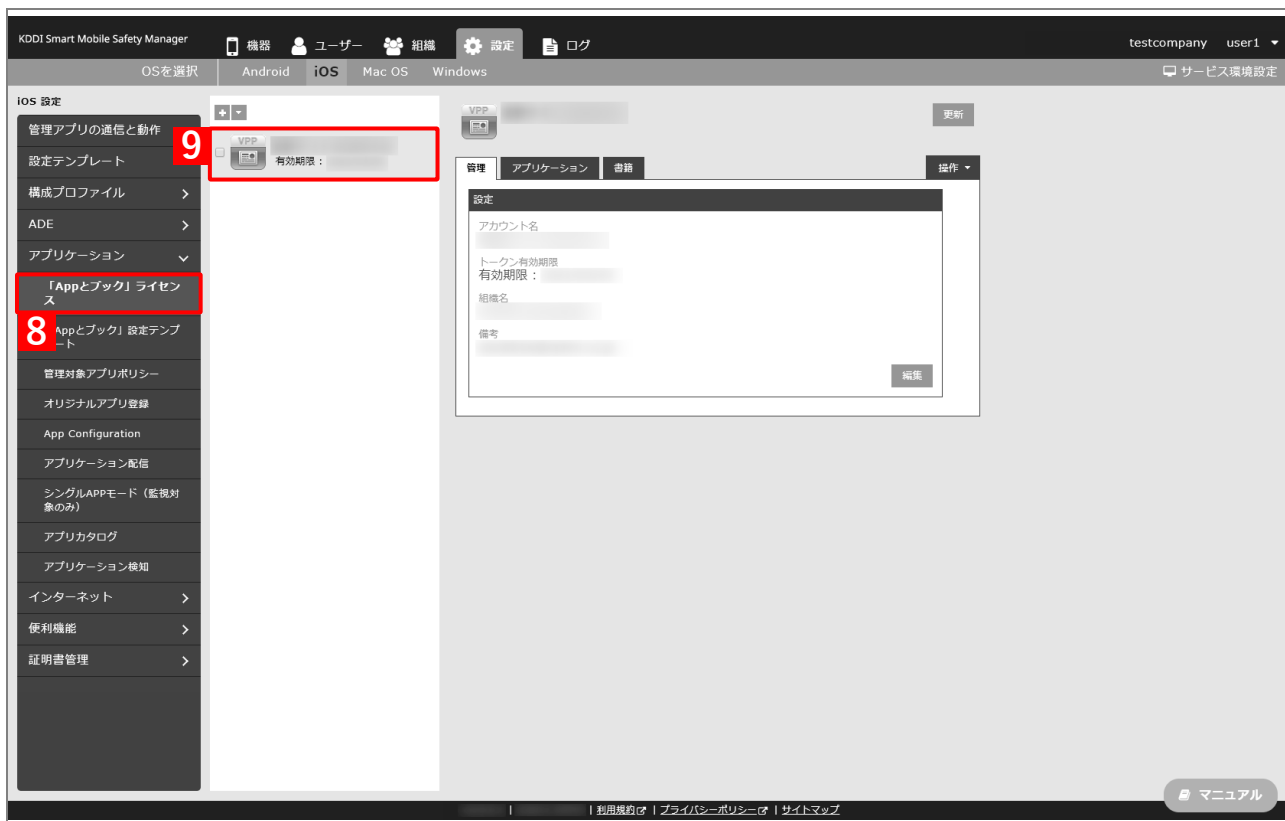 KDDI Smart Mobile Safety Manager
機器
ユーザー
組織
設定
ログ
testcompany user1
OSを選択
Android
iOS
Mac OS
Windows
サービス環境設定
iOS 設定
管理アプリの通信と動作
設定テンプレート
構成プロファイル
ADE
アプリケーション
「Appとブック」ライセン
ス
8
Appとブック」設定テンプ
ート
管理対象アプリポリシー
オリジナルアプリ登録
App Configuration
アプリケーション配信
シングルAPPモード（監視対
象のみ）
アプリカタログ
アプリケーション検知
インターネット
便利機能
証明書管理
9
VPP
有効期限：
VPP
更新
管理
アプリケーション
書籍
操作
設定
アカウント名
トークン有効期限
有効期限：
組織名
備考
編集
マニュアル
| | 利用規約 | プライバシーポリシー | サイトマップ